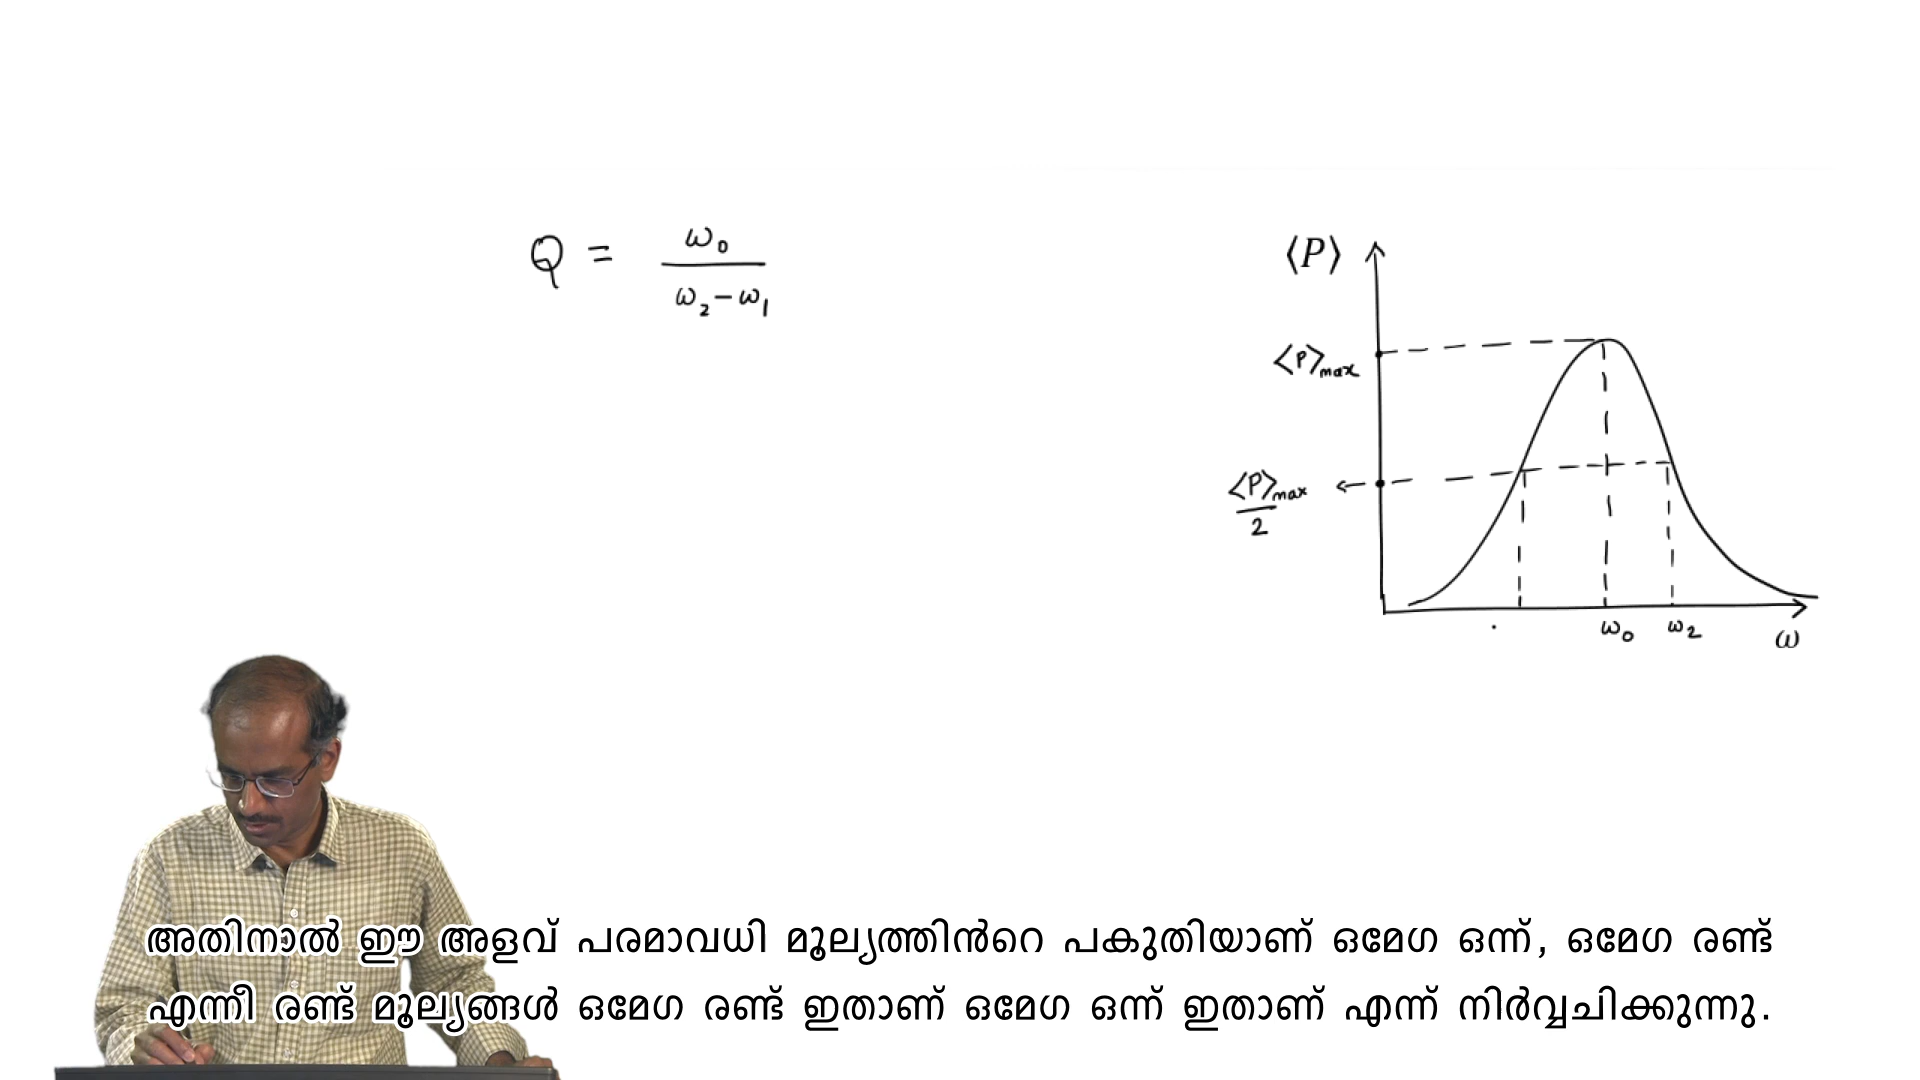 Q = ω₀ / (ω₂ − ω₁)
⟨P⟩
⟨P⟩max
⟨P⟩max / 2
ω₀ ω₂ ω
അതിനാൽ ഈ അളവ് പരമാവധി മൂല്യത്തിൻറെ പകുതിയാണ് ഒമേഗ ഒന്ന്, ഒമേഗ രണ്ട്
എന്നീ രണ്ട് മൂല്യങ്ങൾ ഒമേഗ രണ്ട് ഇതാണ് ഒമേഗ ഒന്ന് ഇതാണ് എന്ന് നിർവ്വചിക്കുന്നു.